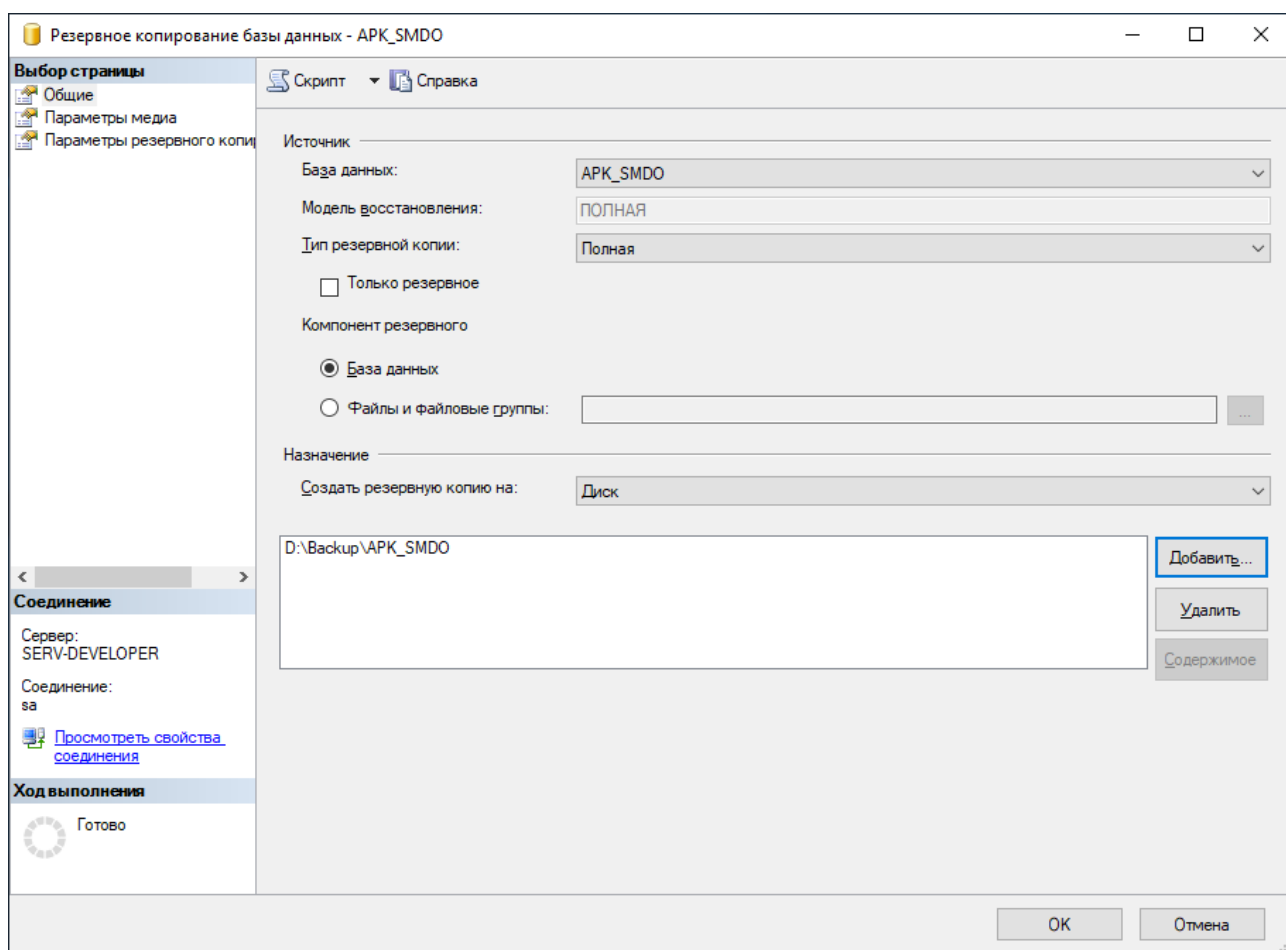 Резервное копирование базы данных - APK_SMDO
Выбор страницы
Общие
Параметры медиа
Параметры резервного копи
Скрипт
Справка
Источник
База данных:
APK_SMDO
Модель восстановления:
ПОЛНАЯ
Тип резервной копии:
Полная
Только резервное
Компонент резервного
База данных
Файлы и файловые группы:
...
Назначение
Создать резервную копию на:
Диск
D:\Backup\APK_SMDO
Добавить...
Удалить
Содержимое
Соединение
Сервер:
SERV-DEVELOPER
Соединение:
sa
Просмотреть свойства
соединения
Ход выполнения
Готово
OK
Отмена